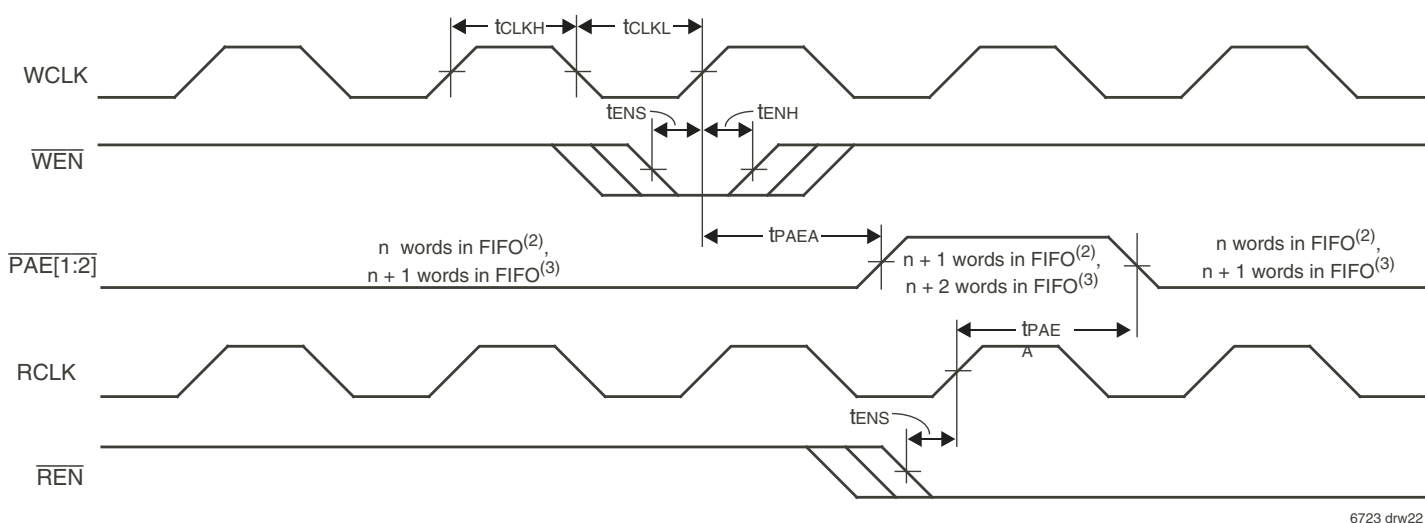 tCLKH
tCLKL
WCLK
tENS
tENH
WEN
tPAEA
n words in FIFO(2),
n + 1 words in FIFO(3)
PAE[1:2]
n + 1 words in FIFO(2),
n + 2 words in FIFO(3)
n words in FIFO(2),
n + 1 words in FIFO(3)
tPAE
A
RCLK
tENS
REN
6723 drw22